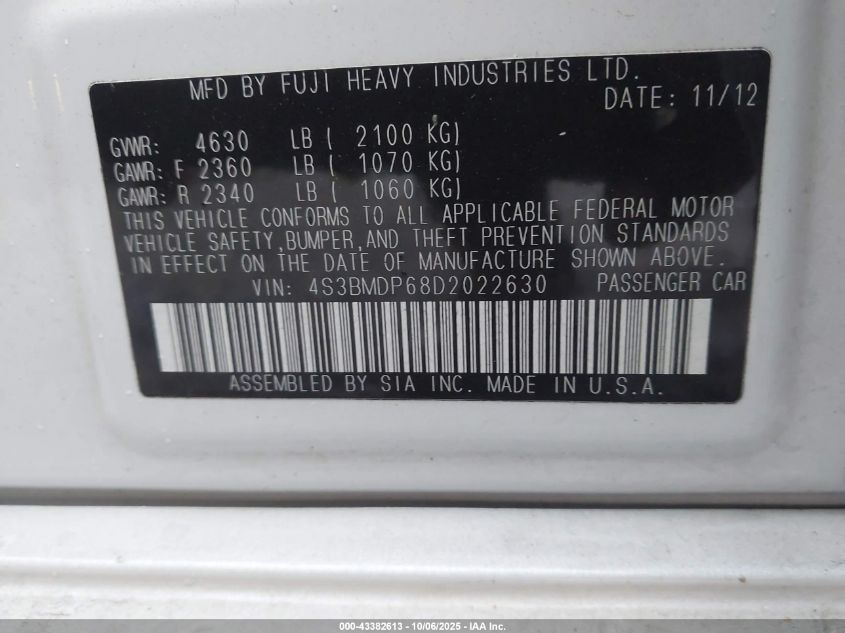 MFD BY FUJI HEAVY INDUSTRIES LTD.
DATE: 11/12
GVWR: 4630 LB ( 2100 KG)
GAWR: F 2360 LB ( 1070 KG)
GAWR: R 2340 LB ( 1060 KG)
THIS VEHICLE CONFORMS TO ALL APPLICABLE FEDERAL MOTOR
VEHICLE SAFETY,BUMPER,AND THEFT PREVENTION STANDARDS
IN EFFECT ON THE DATE OF MANUFACTURE SHOWN ABOVE.
VIN: 4S3BMDP68D2022630 PASSENGER CAR
ASSEMBLED BY SIA INC. MADE IN U.S.A.
000-43382613 - 10/06/2025 - IAA Inc.